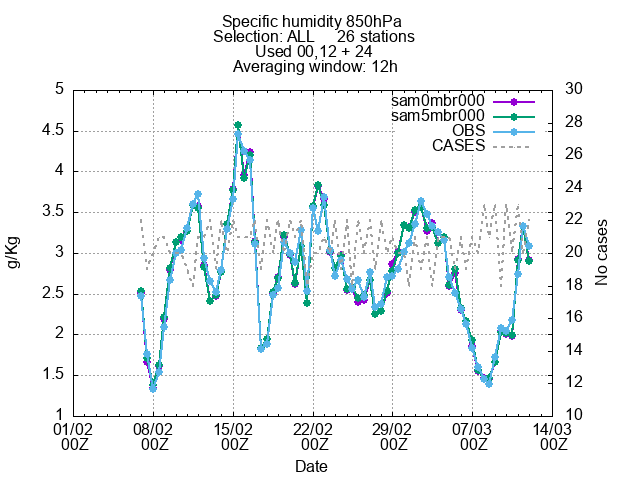 Specific humidity 850hPa
Selection: ALL 26 stations
Used 00,12 + 24
Averaging window: 12h
g/Kg
5
4.5
4
3.5
3
2.5
2
1.5
1
30
28
26
24
22
20
18
16
14
12
10
No cases
sam0mbr000
sam5mbr000
OBS
CASES
01/02 08/02 15/02 22/02 29/02 07/03 14/03
00Z 00Z 00Z 00Z 00Z 00Z 00Z
Date